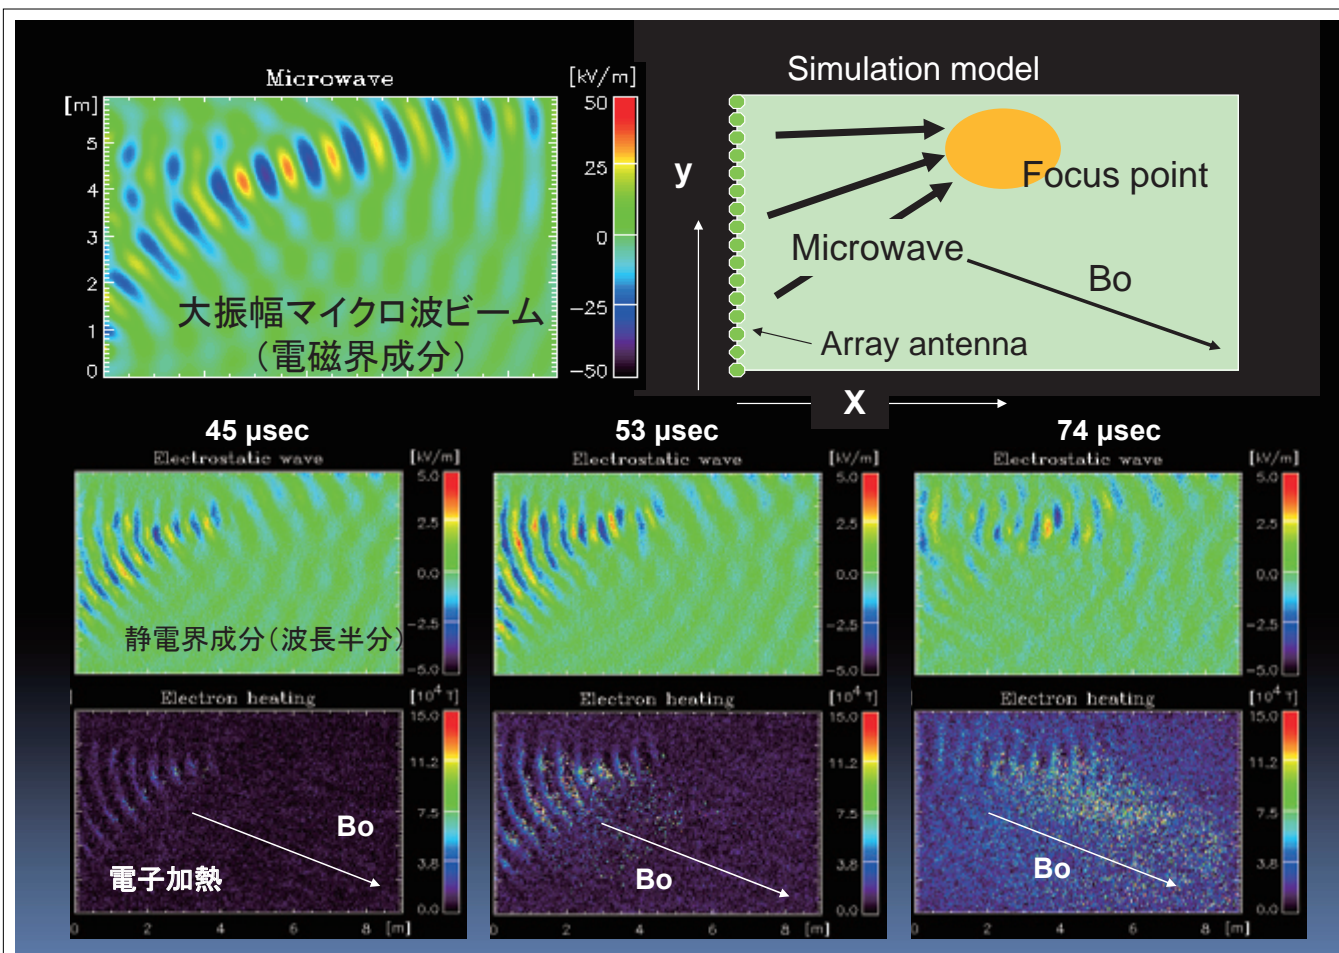 Microwave
[kV/m]
[m]
5
4
3
2
1
0
50
25
0
−25
−50
大振幅マイクロ波ビーム
（電磁界成分）
Simulation model
Focus point
y
Microwave
Bo
Array antenna
X
45 μsec
Electrostatic wave
[kV/m]
5.0
2.5
0.0
−2.5
−5.0
静電界成分（波長半分）
53 μsec
Electrostatic wave
[kV/m]
5.0
2.5
0.0
−2.5
−5.0
74 μsec
Electrostatic wave
[kV/m]
5.0
2.5
0.0
−2.5
−5.0
Electron heating
[10⁴ T]
15.0
11.2
7.5
3.8
0.0
Bo
電子加熱
0 2 4 6 8 [m]
Electron heating
[10⁴ T]
15.0
11.2
7.5
3.8
0.0
Bo
0 2 4 6 8 [m]
Electron heating
[10⁴ T]
15.0
11.2
7.5
3.8
0.0
Bo
0 2 4 6 8 [m]